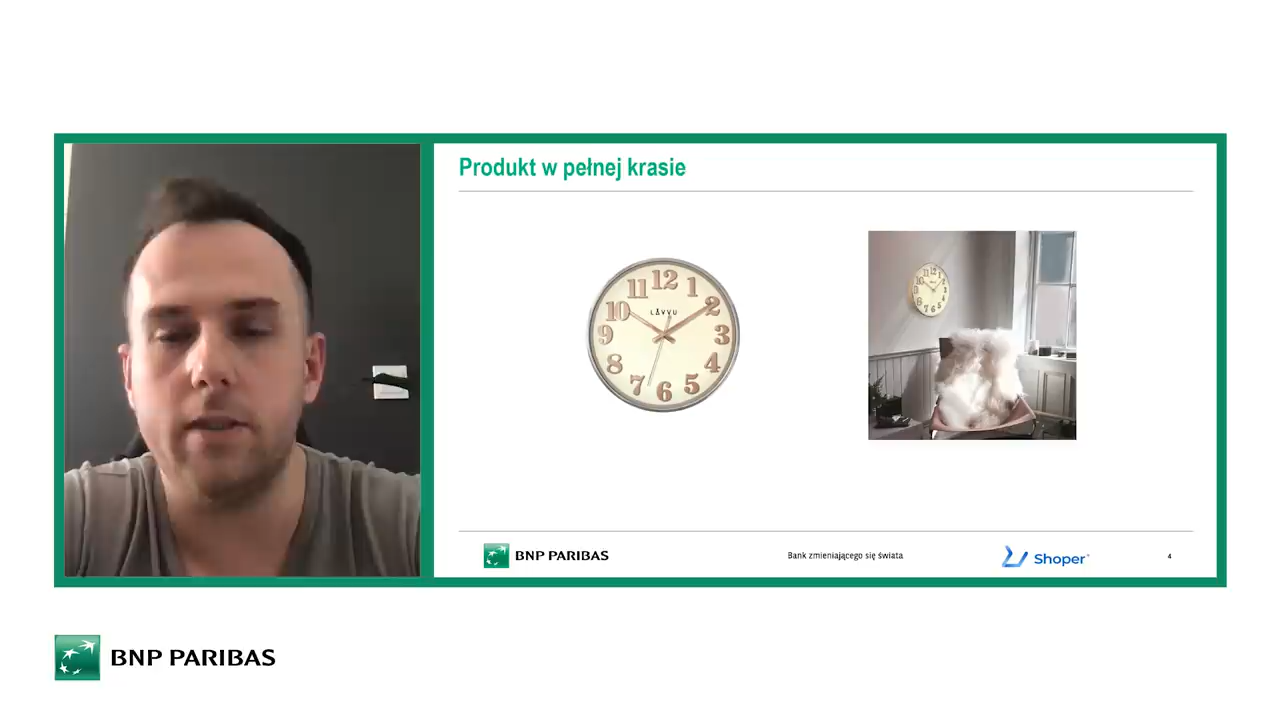 Produkt w pełnej krasie
12
1
2
3
4
5
6
7
8
9
10
11
LAVVU
BNP PARIBAS
Bank zmieniającego się świata
Shoper
4
BNP PARIBAS